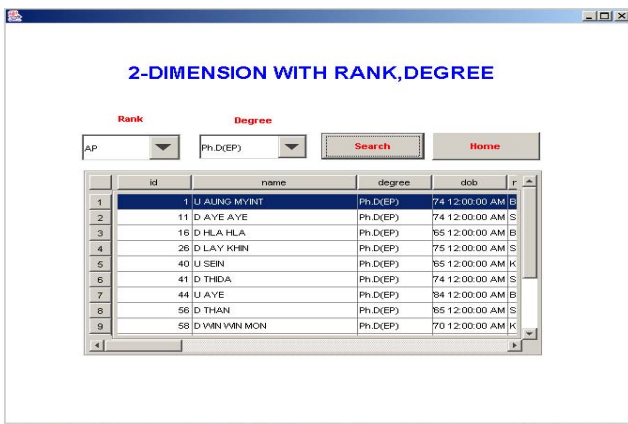 2-DIMENSION WITH RANK,DEGREE
Rank Degree
AP Ph.D(EP) Search Home
id name degree dob r
1 1 U AUNG MYINT Ph.D(EP) 74 12:00:00 AM B
2 11 D AYE AYE Ph.D(EP) 74 12:00:00 AM S
3 16 D HLA HLA Ph.D(EP) 65 12:00:00 AM B
4 26 D LAY KHIN Ph.D(EP) 75 12:00:00 AM S
5 40 U SEIN Ph.D(EP) 65 12:00:00 AM K
6 41 D THIDA Ph.D(EP) 74 12:00:00 AM S
7 44 U AYE Ph.D(EP) 84 12:00:00 AM B
8 56 D THAN Ph.D(EP) 65 12:00:00 AM S
9 58 D WIN WIN MON Ph.D(EP) 70 12:00:00 AM K